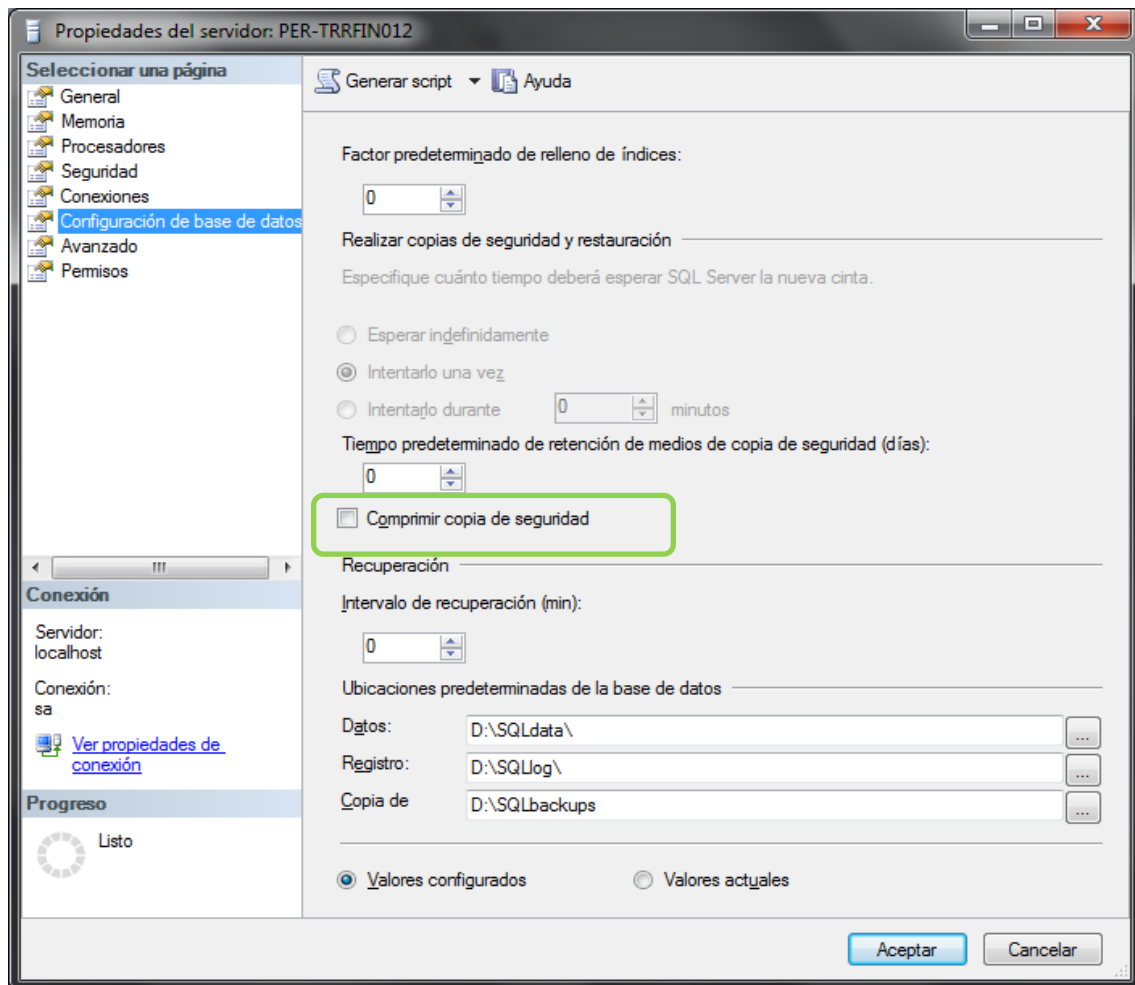 Propiedades del servidor: PER-TRRFIN012
Seleccionar una página
General
Memoria
Procesadores
Seguridad
Conexiones
Configuración de base de datos
Avanzado
Permisos
Conexión
Servidor:
localhost
Conexión:
sa
Ver propiedades de
conexión
Progreso
Listo
Generar script
Ayuda
Factor predeterminado de relleno de índices:
0
Realizar copias de seguridad y restauración
Especifique cuánto tiempo deberá esperar SQL Server la nueva cinta.
Esperar indefinidamente
Intentarlo una vez
Intentarlo durante 0 minutos
Tiempo predeterminado de retención de medios de copia de seguridad (días):
0
Comprimir copia de seguridad
Recuperación
Intervalo de recuperación (min):
0
Ubicaciones predeterminadas de la base de datos
Datos: D:\SQLdata\ ...
Registro: D:\SQLlog\ ...
Copia de D:\SQLbackups ...
Valores configurados Valores actuales
Aceptar Cancelar